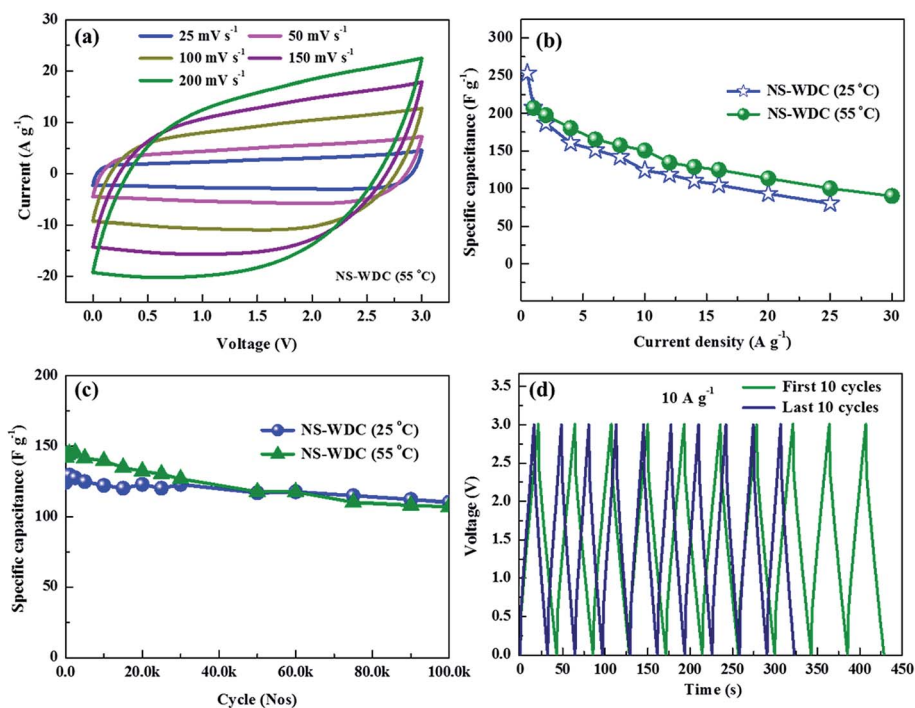 (a)
25 mV s⁻¹
50 mV s⁻¹
100 mV s⁻¹
150 mV s⁻¹
200 mV s⁻¹
30
20
10
0
-10
-20
Current (A g⁻¹)
NS-WDC (55 °C)
0.0 0.5 1.0 1.5 2.0 2.5 3.0
Voltage (V)
(b)
NS-WDC (25 °C)
NS-WDC (55 °C)
300
250
200
150
100
50
0
Specific capacitance (F g⁻¹)
0 5 10 15 20 25 30
Current density (A g⁻¹)
(c)
NS-WDC (25 °C)
NS-WDC (55 °C)
200
150
100
50
0
Specific capacitance (F g⁻¹)
0.0 20.0k 40.0k 60.0k 80.0k 100.0k
Cycle (Nos)
(d)
10 A g⁻¹
First 10 cycles
Last 10 cycles
4.0
3.5
3.0
2.5
2.0
1.5
1.0
0.5
0.0
Voltage (V)
0 50 100 150 200 250 300 350 400 450
Time (s)